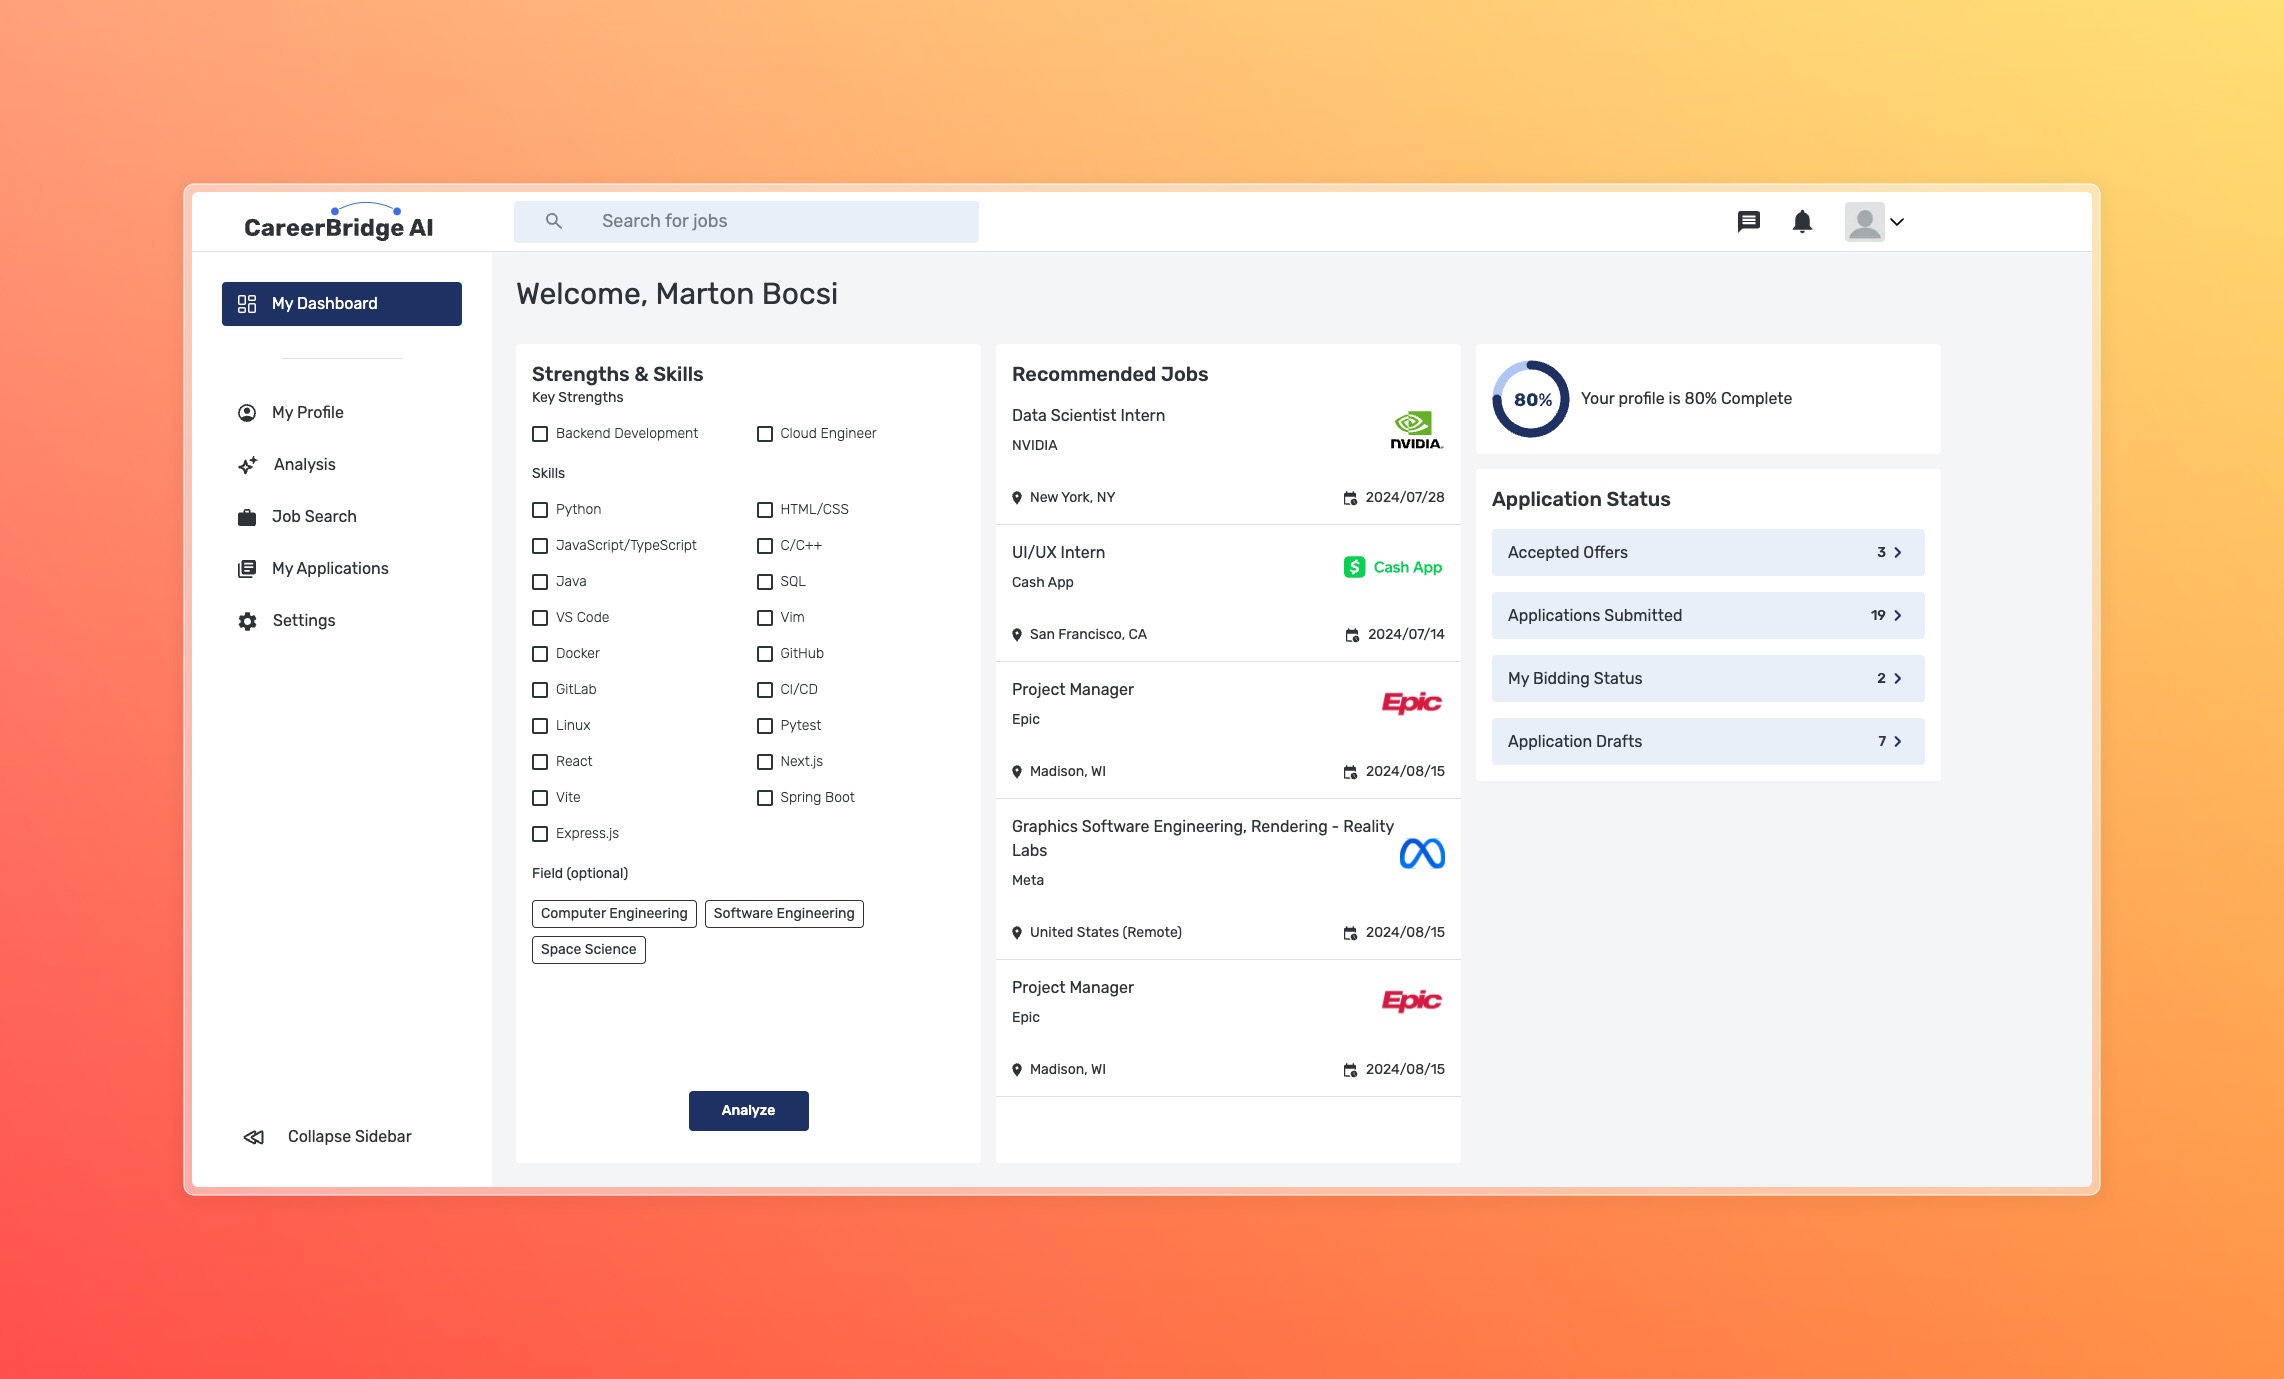 CareerBridge AI
Search for jobs
My Dashboard
My Profile
Analysis
Job Search
My Applications
Settings
Collapse Sidebar
Welcome, Marton Bocsi
Strengths & Skills
Key Strengths
Backend Development
Cloud Engineer
Skills
Python
HTML/CSS
JavaScript/TypeScript
C/C++
Java
SQL
VS Code
Vim
Docker
GitHub
GitLab
CI/CD
Linux
Pytest
React
Next.js
Vite
Spring Boot
Express.js
Field (optional)
Computer Engineering
Software Engineering
Space Science
Analyze
Recommended Jobs
Data Scientist Intern
NVIDIA
NVIDIA.
New York, NY
2024/07/28
UI/UX Intern
Cash App
$ Cash App
San Francisco, CA
2024/07/14
Project Manager
Epic
Epic
Madison, WI
2024/08/15
Graphics Software Engineering, Rendering - Reality
Labs
Meta
United States (Remote)
2024/08/15
Project Manager
Epic
Epic
Madison, WI
2024/08/15
80%
Your profile is 80% Complete
Application Status
Accepted Offers 3
Applications Submitted 19
My Bidding Status 2
Application Drafts 7